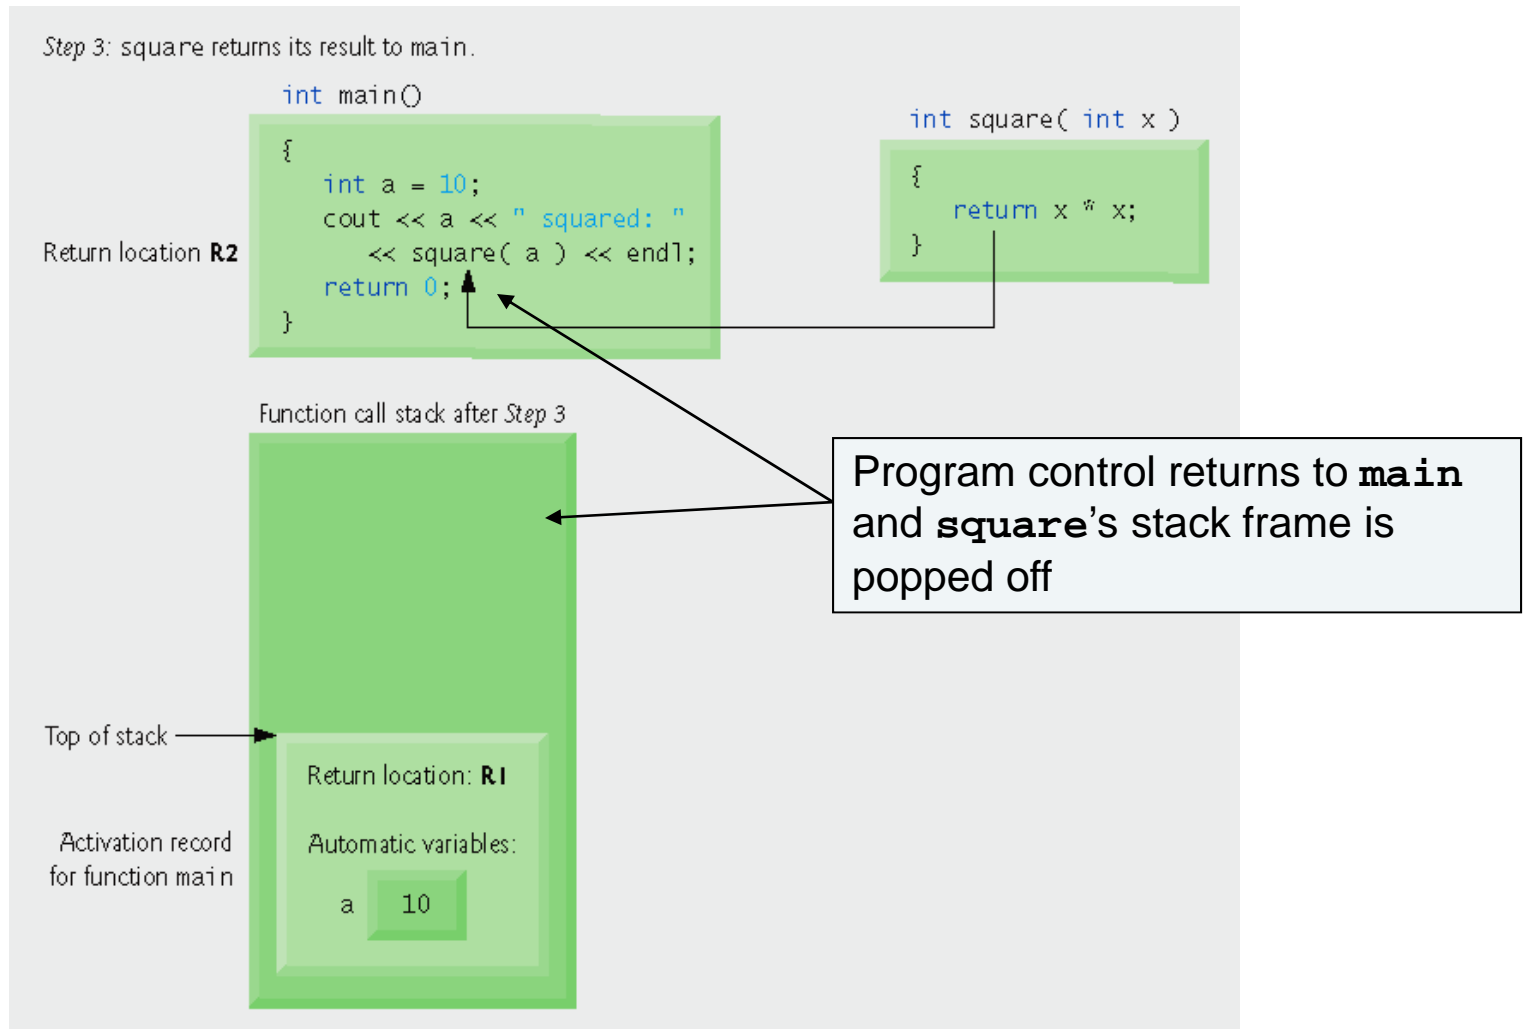 Step 3: square returns its result to main.
int main()
{
int a = 10;
cout << a << " squared: "
<< square( a ) << endl;
return 0;
}
Return location R2
int square( int x )
{
return x * x;
}
Function call stack after Step 3
Program control returns to main
and square’s stack frame is
popped off
Top of stack
Return location: R1
Activation record
for function main
Automatic variables:
a 10